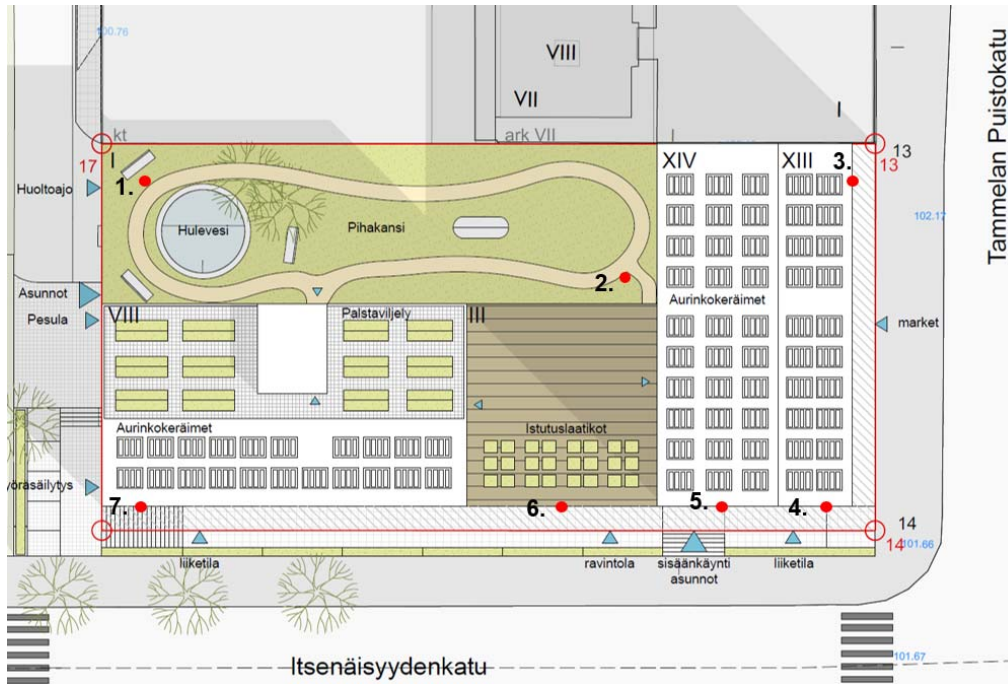 100.76
VIII
VII
I
kt
ark VII
I
13
13
17
I
1.
XIV
XIII
3.
Huoltoajo
Hulevesi
Pihakansi
102.17
Tammelan Puistokatu
2.
Asunnot
Aurinkokeräimet
Pesula
VIII
Palstaviljely
III
market
Aurinkokeräimet
Istutuslaatikot
7.
6.
5.
4.
14
14
101.66
liiketila
ravintola
sisäänkäynti
asunnot
liiketila
Itsenäisyydenkatu
101.67